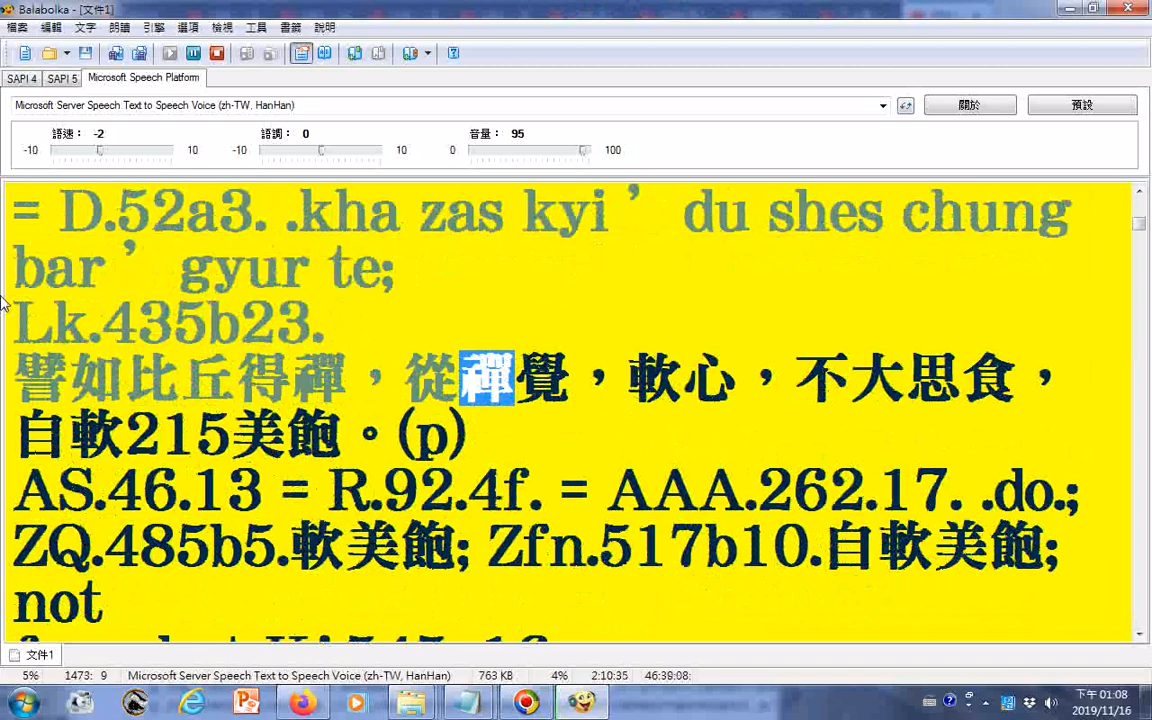 Balabolka - [文件1]
檔案 編輯 文字 朗讀 引擎 選項 檢視 工具 書籤 說明
SAPI 4 SAPI 5 Microsoft Speech Platform
Microsoft Server Speech Text to Speech Voice (zh-TW, HanHan) 關於 預設
語速： -2 語調： 0 音量： 95
-10 10 -10 10 0 100
= D.52a3. .kha zas kyi ’ du shes chung
bar ’ gyur te;
Lk.435b23.
譬如比丘得禪，從禪覺，軟心，不大思食，
自軟215美飽。(p)
AS.46.13 = R.92.4f. = AAA.262.17. .do.;
ZQ.485b5.軟美飽; Zfn.517b10.自軟美飽;
not
文件1
5% 1473: 9 Microsoft Server Speech Text to Speech Voice (zh-TW, HanHan) 763 KB 4% 2:10:35 46:39:08:
下午 01:08
2019/11/16